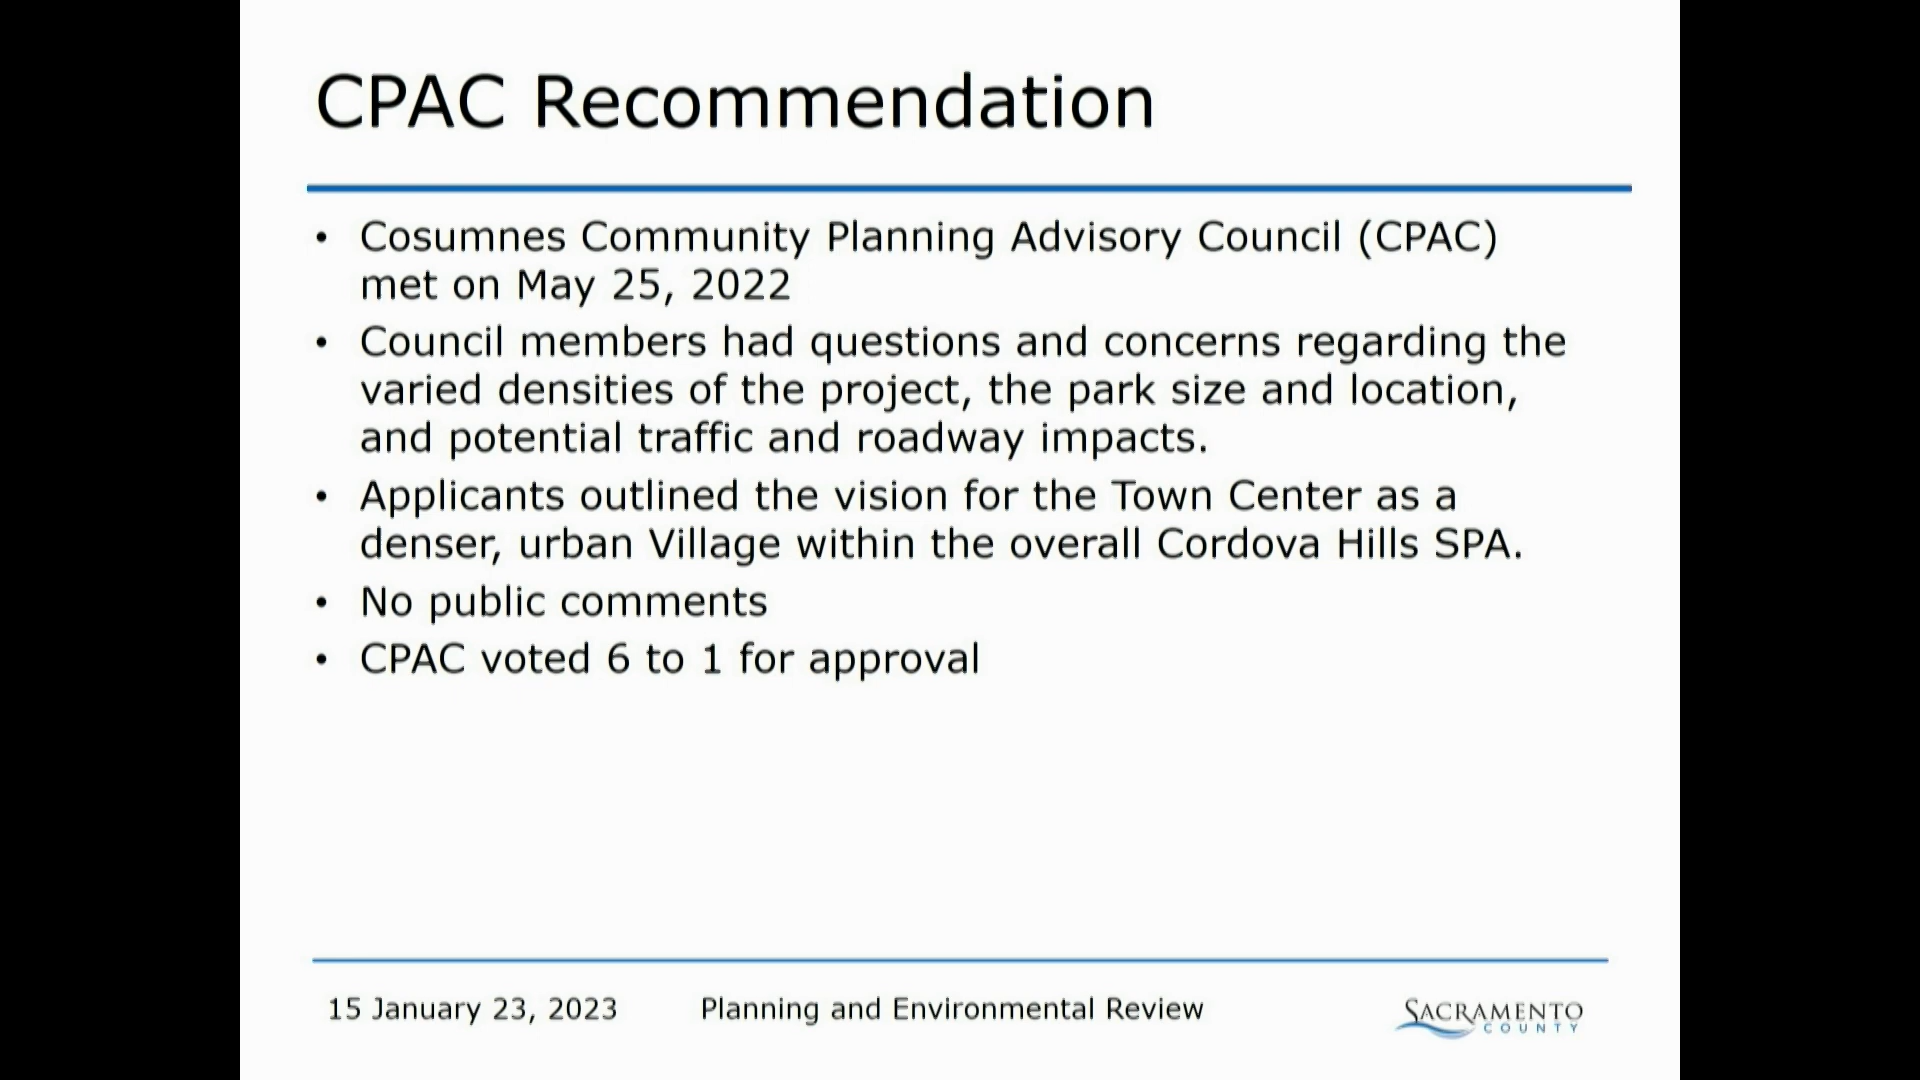 CPAC Recommendation
• Cosumnes Community Planning Advisory Council (CPAC)
met on May 25, 2022
• Council members had questions and concerns regarding the
varied densities of the project, the park size and location,
and potential traffic and roadway impacts.
• Applicants outlined the vision for the Town Center as a
denser, urban Village within the overall Cordova Hills SPA.
• No public comments
• CPAC voted 6 to 1 for approval
15 January 23, 2023 Planning and Environmental Review
SACRAMENTO
COUNTY